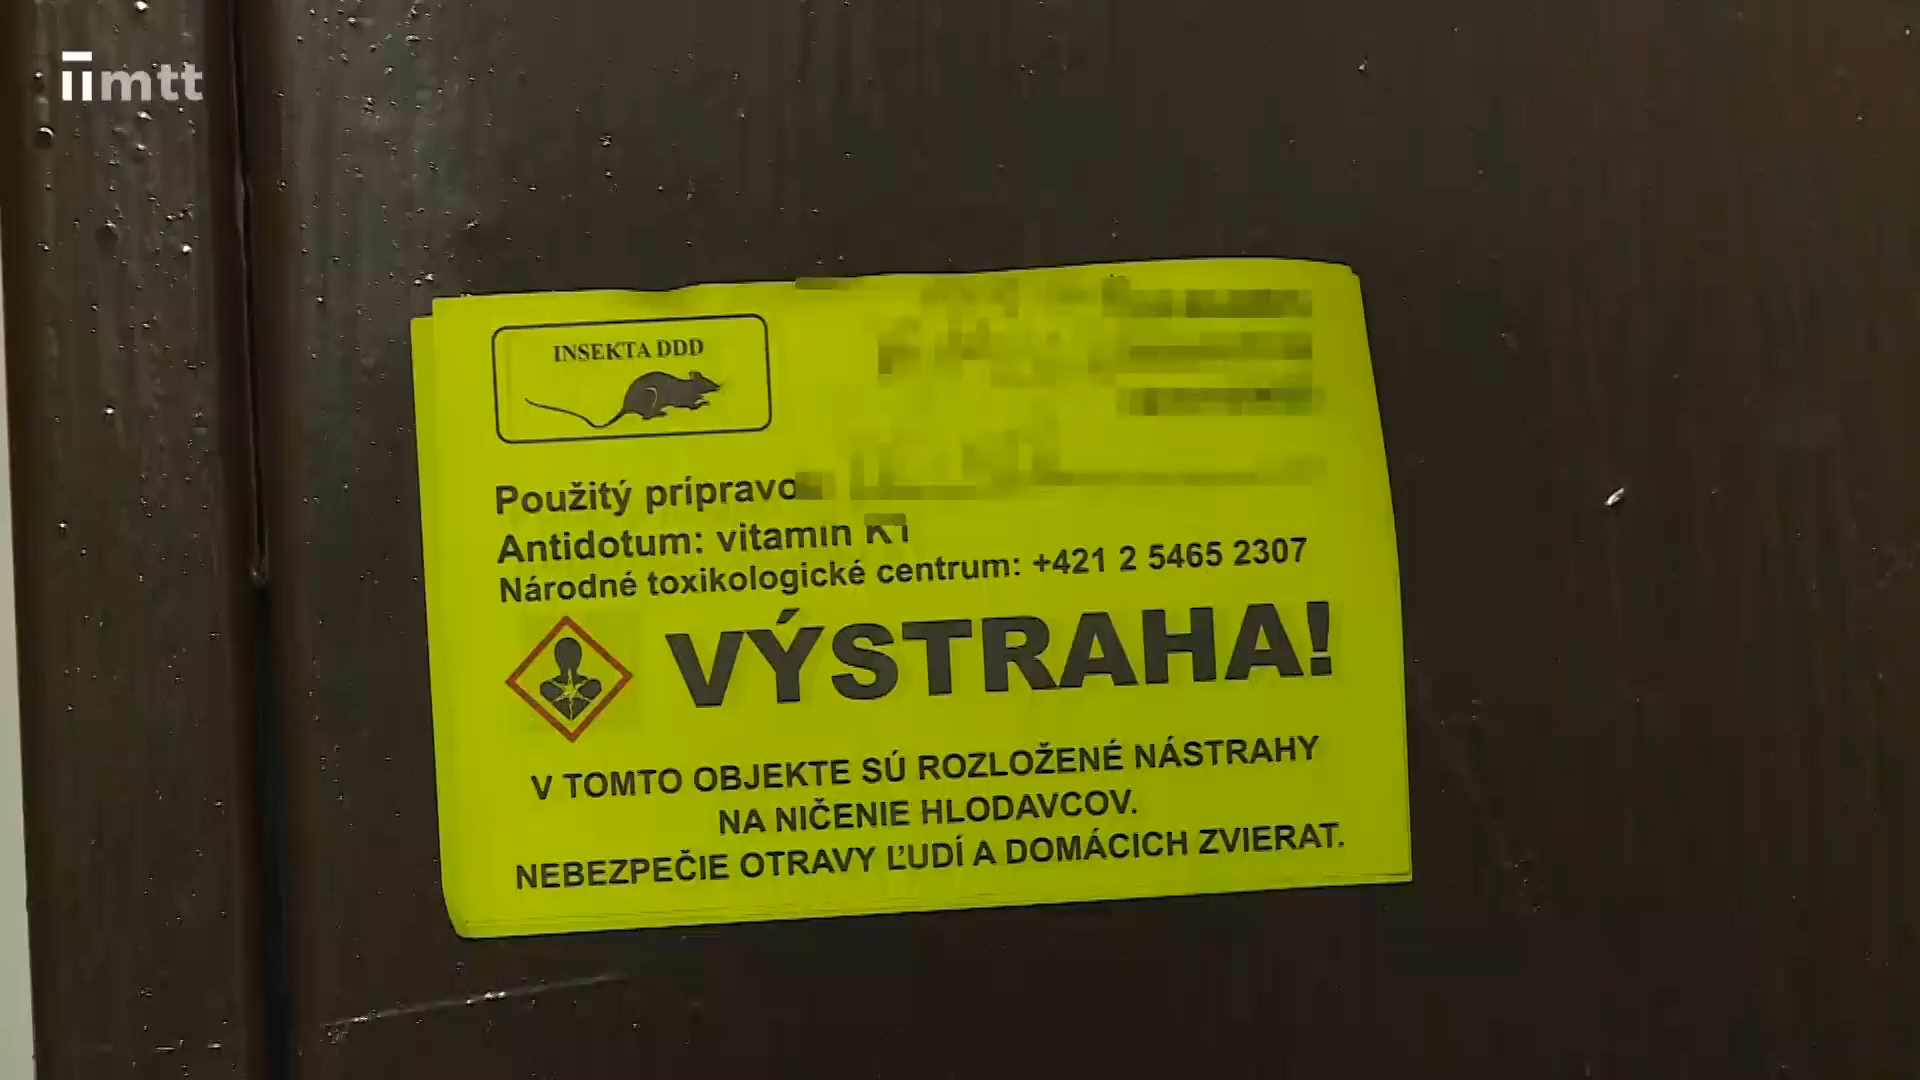 mtt
INSEKTA DDD
Použitý prípravo
Antidotum: vitamin K1
Národné toxikologické centrum: +421 2 5465 2307
VÝSTRAHA!
V TOMTO OBJEKTE SÚ ROZLOŽENÉ NÁSTRAHY
NA NIČENIE HLODAVCOV.
NEBEZPEČIE OTRAVY ĽUDÍ A DOMÁCICH ZVIERAT.